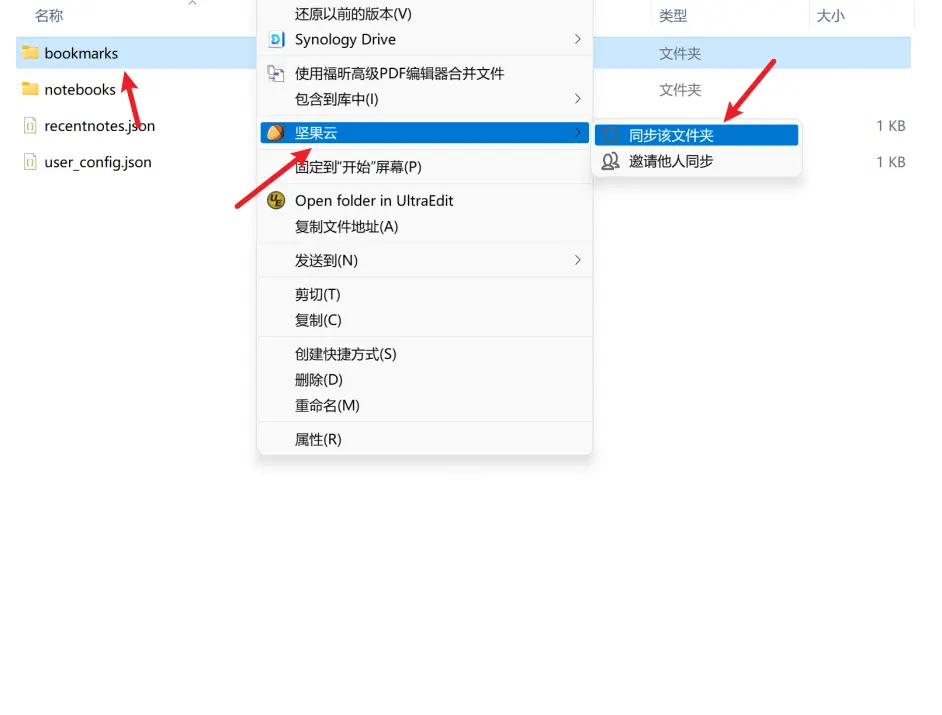 名称
类型
大小
bookmarks
文件夹
notebooks
文件夹
recentnotes.json
1 KB
user_config.json
1 KB
还原以前的版本(V)
Synology Drive
使用福昕高级PDF编辑器合并文件
包含到库中(I)
坚果云
固定到“开始”屏幕(P)
Open folder in UltraEdit
复制文件地址(A)
发送到(N)
剪切(T)
复制(C)
创建快捷方式(S)
删除(D)
重命名(M)
属性(R)
同步该文件夹
邀请他人同步